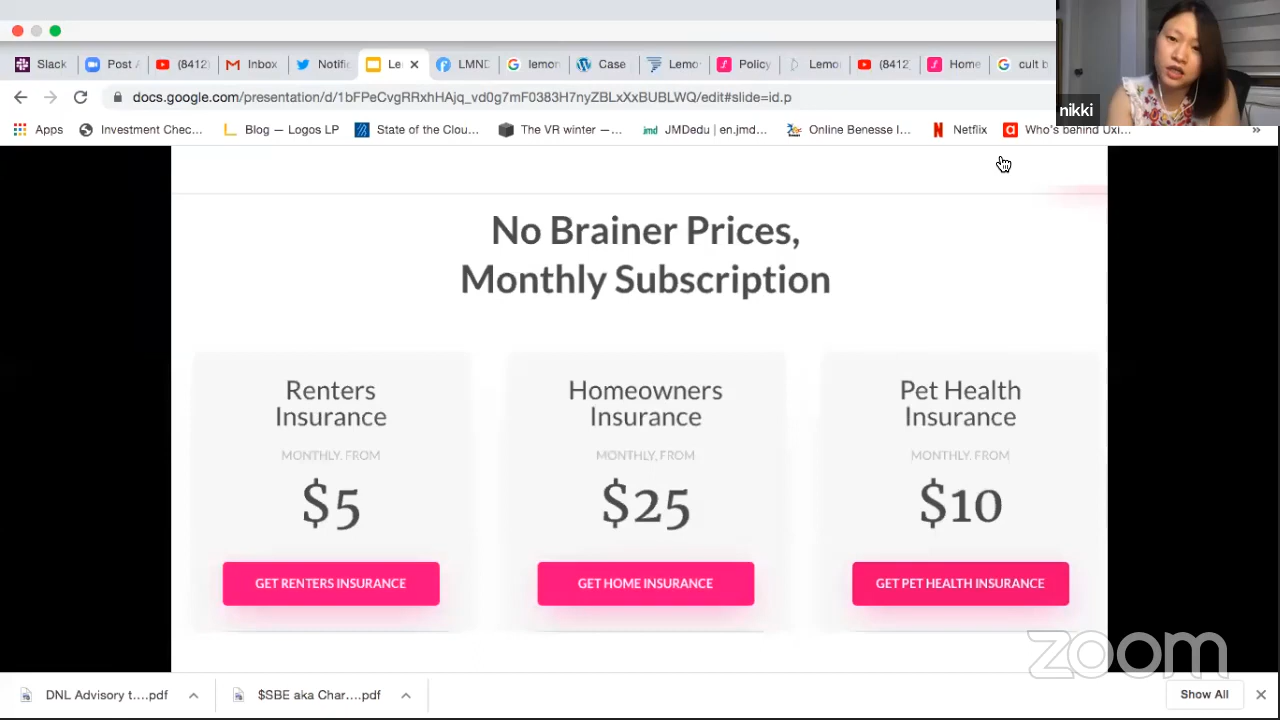 Slack
Post A
(8412)
Inbox
Notific
Le
LMND
lemon
Case
Lemo
Policy
Lemo
(8412
Home
cult b
docs.google.com/presentation/d/1bFPeCvgRRxhHAjq_vd0g7mF0383H7nyZBLxXxBUBLWQ/edit#slide=id.p
nikki
Apps
Investment Chec...
Blog — Logos LP
State of the Clou...
The VR winter —...
JMDedu | en.jmd...
Online Benesse I...
Netflix
Who's behind Uxi...
»
No Brainer Prices,
Monthly Subscription
Renters
Insurance
MONTHLY. FROM
$5
GET RENTERS INSURANCE
Homeowners
Insurance
MONTHLY, FROM
$25
GET HOME INSURANCE
Pet Health
Insurance
MONTHLY. FROM
$10
GET PET HEALTH INSURANCE
zoom
DNL Advisory t....pdf
$SBE aka Char....pdf
Show All